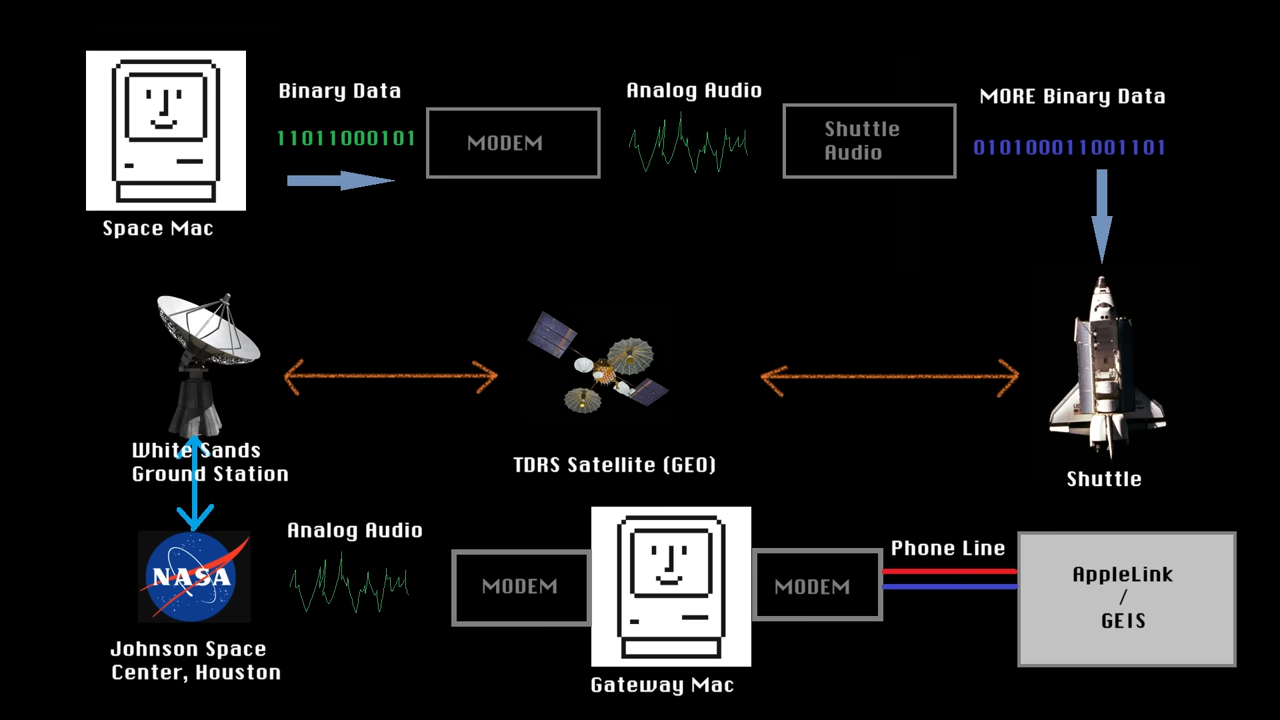 Binary Data
11011000101
MODEM
Analog Audio
Shuttle
Audio
MORE Binary Data
010100011001101
Space Mac
White Sands
Ground Station
TDRS Satellite (GEO)
Shuttle
NASA
Johnson Space
Center, Houston
Analog Audio
MODEM
Gateway Mac
MODEM
Phone Line
AppleLink
/
GEIS